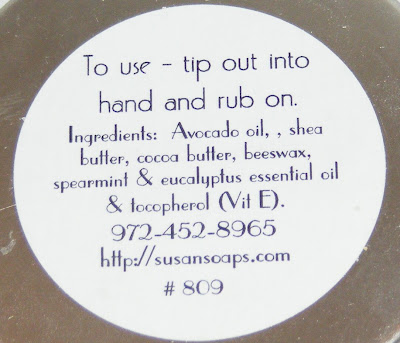 To use - tip out into
hand and rub on.
Ingredients: Avocado oil, , shea
butter, cocoa butter, beeswax,
spearmint & eucalyptus essential oil
& tocopherol (Vit E).
972-452-8965
http://susansoaps.com
# 809